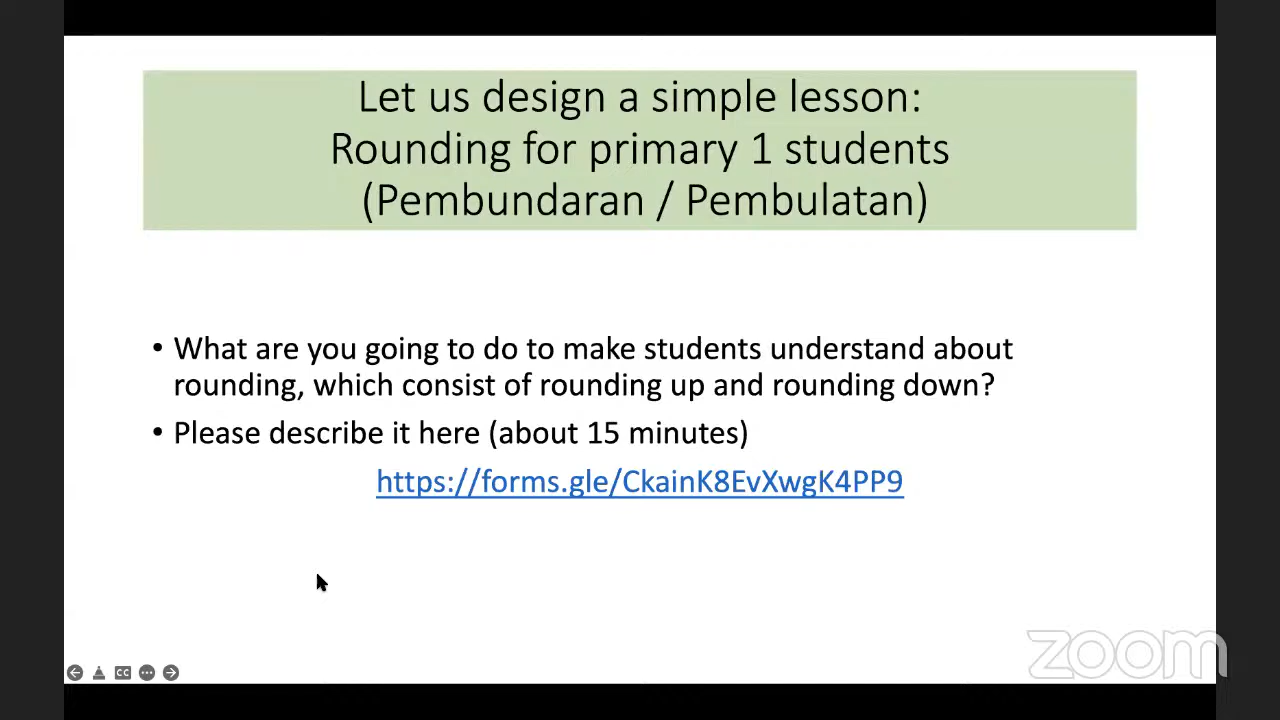 Let us design a simple lesson:
Rounding for primary 1 students
(Pembundaran / Pembulatan)
• What are you going to do to make students understand about
rounding, which consist of rounding up and rounding down?
• Please describe it here (about 15 minutes)
https://forms.gle/CkainK8EvXwgK4PP9
CC
zoom